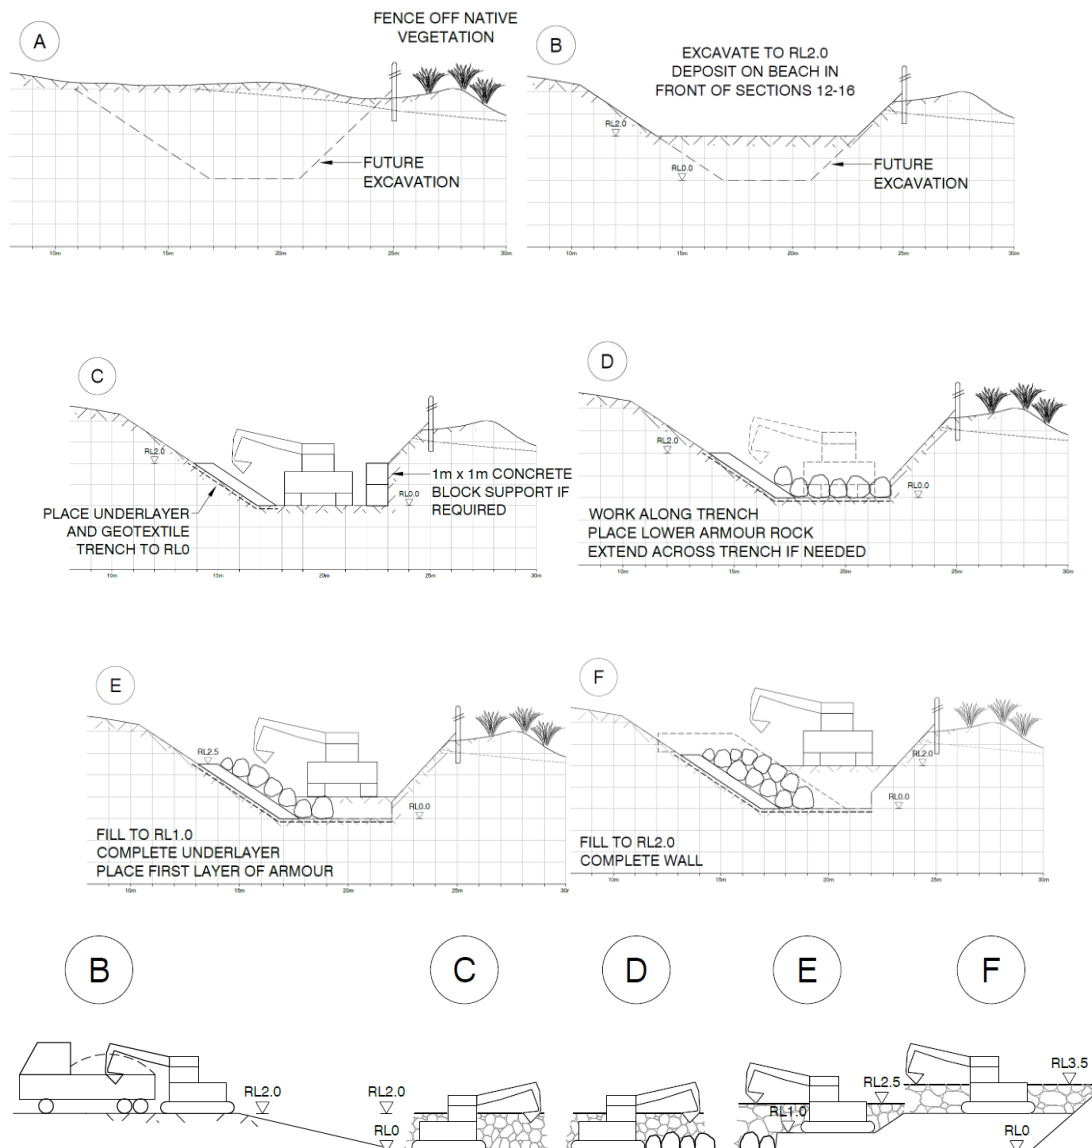 A
FENCE OFF NATIVE
VEGETATION
FUTURE
EXCAVATION
10m 15m 20m 25m 30m
B
EXCAVATE TO RL2.0
DEPOSIT ON BEACH IN
FRONT OF SECTIONS 12-16
RL2.0
RL0.0
FUTURE
EXCAVATION
10m 15m 20m 25m 30m
C
RL2.0
1m x 1m CONCRETE
BLOCK SUPPORT IF
REQUIRED
RL0.0
PLACE UNDERLAYER
AND GEOTEXTILE
TRENCH TO RL0
10m 15m 20m 25m 30m
D
RL2.0
RL0.0
WORK ALONG TRENCH
PLACE LOWER ARMOUR ROCK
EXTEND ACROSS TRENCH IF NEEDED
10m 15m 20m 25m 30m
E
RL2.5
RL0.0
FILL TO RL1.0
COMPLETE UNDERLAYER
PLACE FIRST LAYER OF ARMOUR
10m 15m 20m 25m 30m
F
RL2.0
RL0.0
FILL TO RL2.0
COMPLETE WALL
10m 15m 20m 25m 30m
B C D E F
RL2.0 RL2.0 RL2.5 RL3.5
RL0 RL1.0 RL0